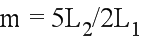 m = 5L₂/2L₁